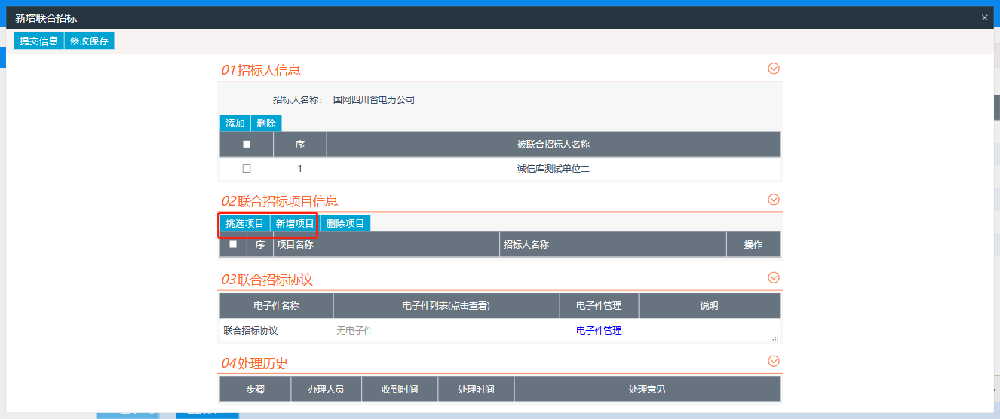 新增联合招标
提交信息 修改保存
01招标人信息
招标人名称： 国网四川省电力公司
添加 删除
序 被联合招标人名称
1 诚信库测试单位二
02联合招标项目信息
挑选项目 新增项目 删除项目
序 项目名称 招标人名称 操作
03联合招标协议
电子件名称 电子件列表(点击查看) 电子件管理 说明
联合招标协议 无电子件 电子件管理
04处理历史
步骤 办理人员 收到时间 处理时间 处理意见